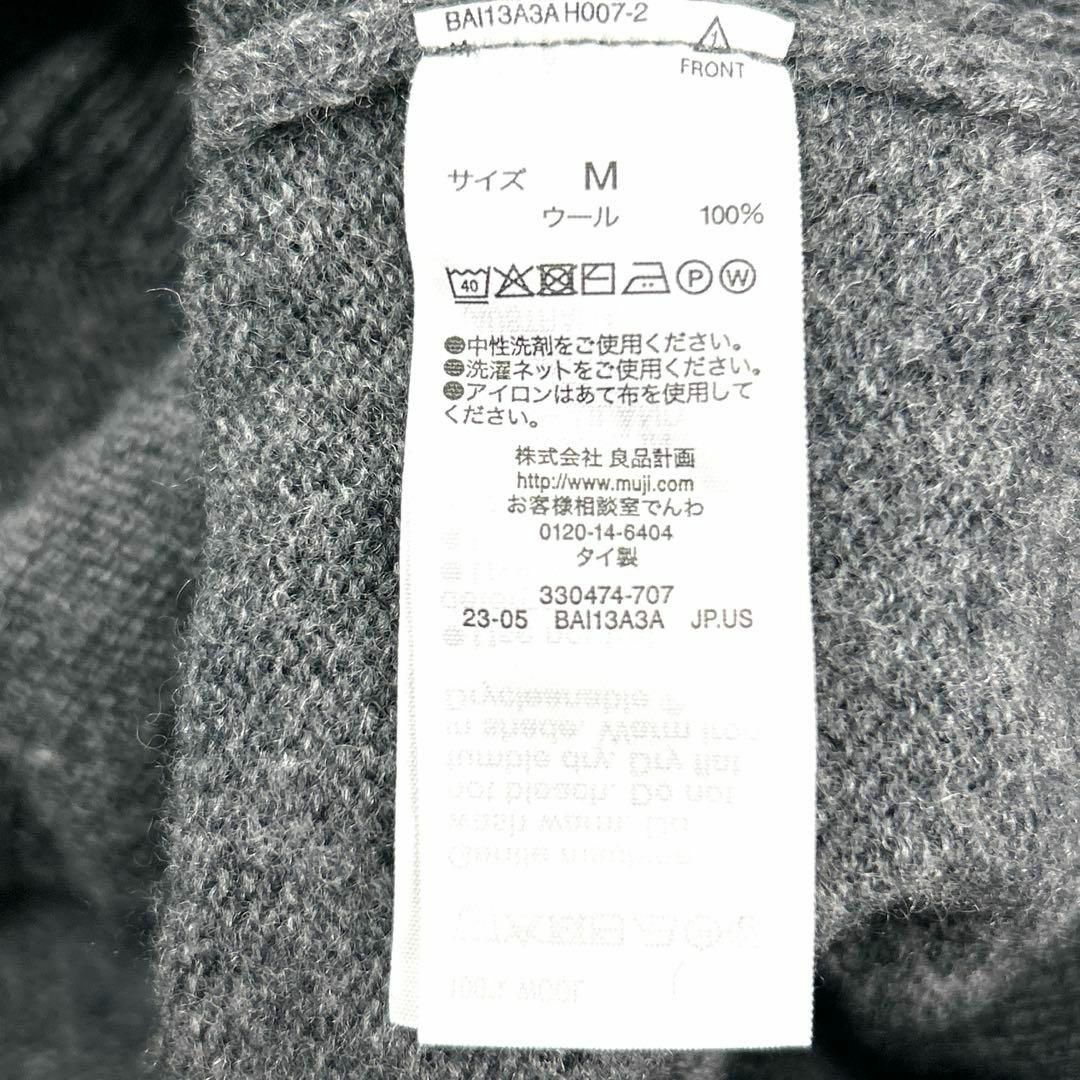 BAI13A3A H007-2
1
FRONT
サイズ M
ウール 100%
40 P W
●中性洗剤をご使用ください。
●洗濯ネットをご使用ください。
●アイロンはあて布を使用して
ください。
株式会社 良品計画
http://www.muji.com
お客様相談室でんわ
0120-14-6404
タイ製
330474-707
23-05 BAI13A3A JP.US